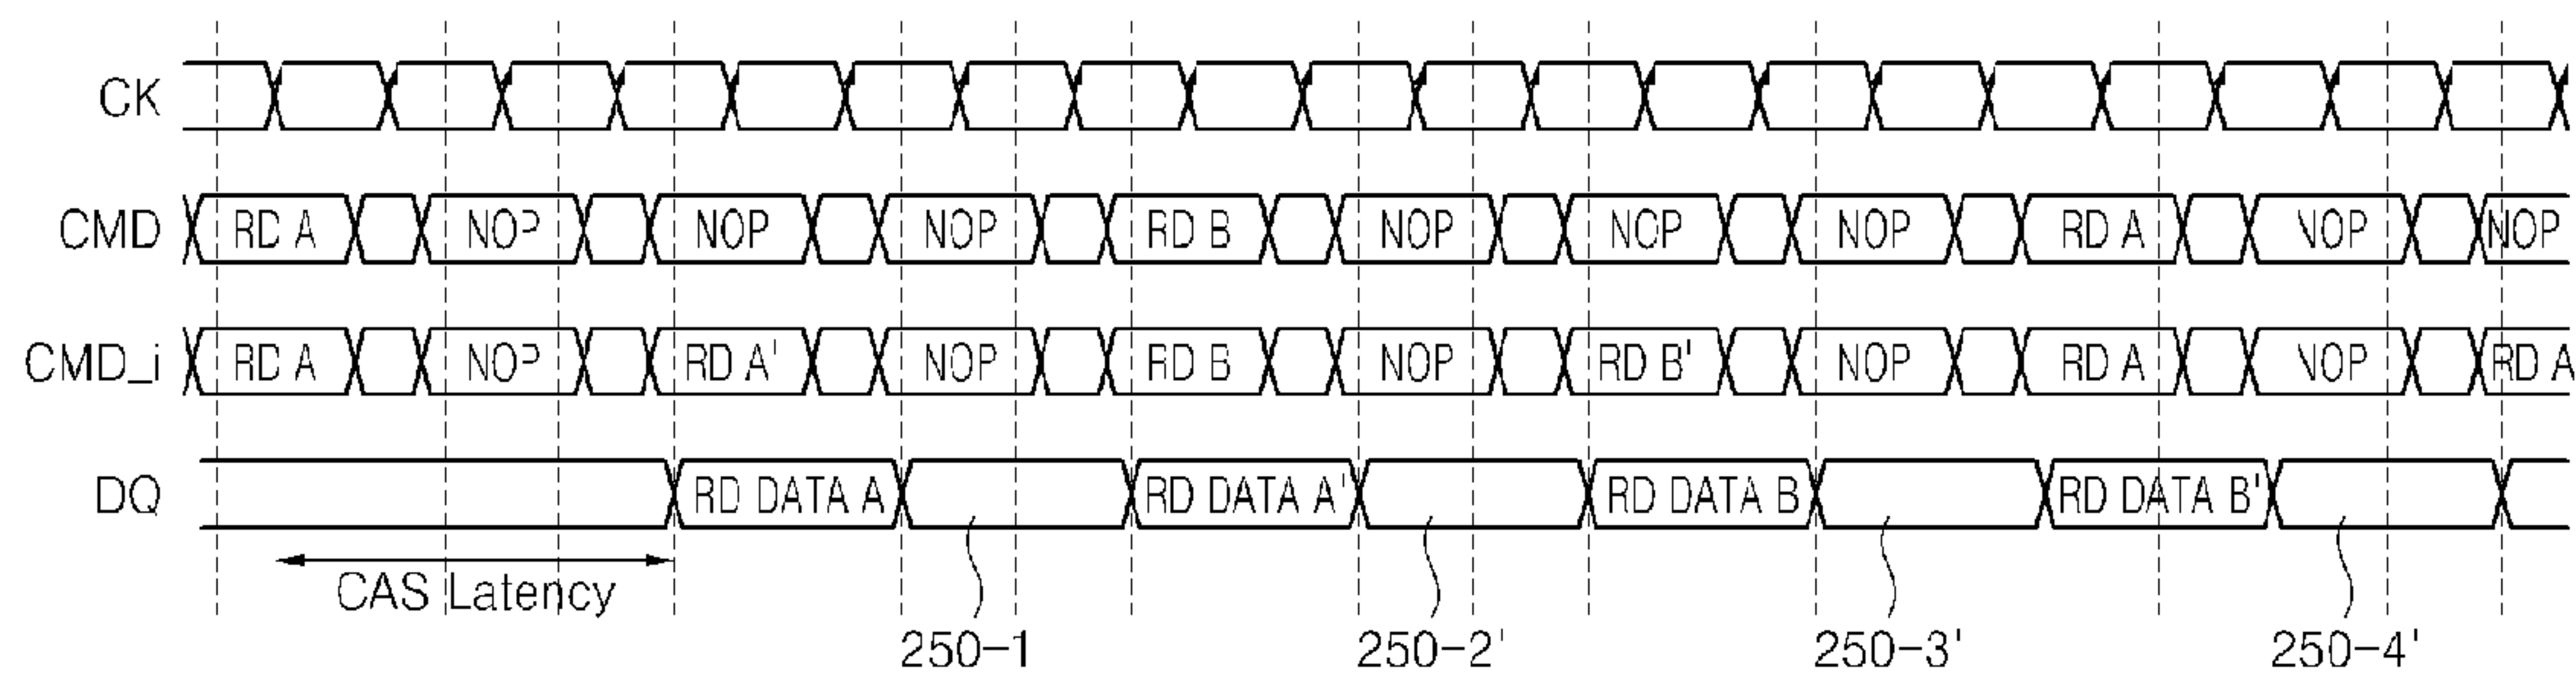 CK
CMD RD A NOP NOP NOP RD B NOP NOP NOP RD A NOP NOP
CMD_i RD A NOP RD A' NOP RD B NOP RD B' NOP RD A NOP RD A
DQ RD DATA A RD DATA A' RD DATA B RD DATA B'
CAS Latency
250-1 250-2' 250-3' 250-4'